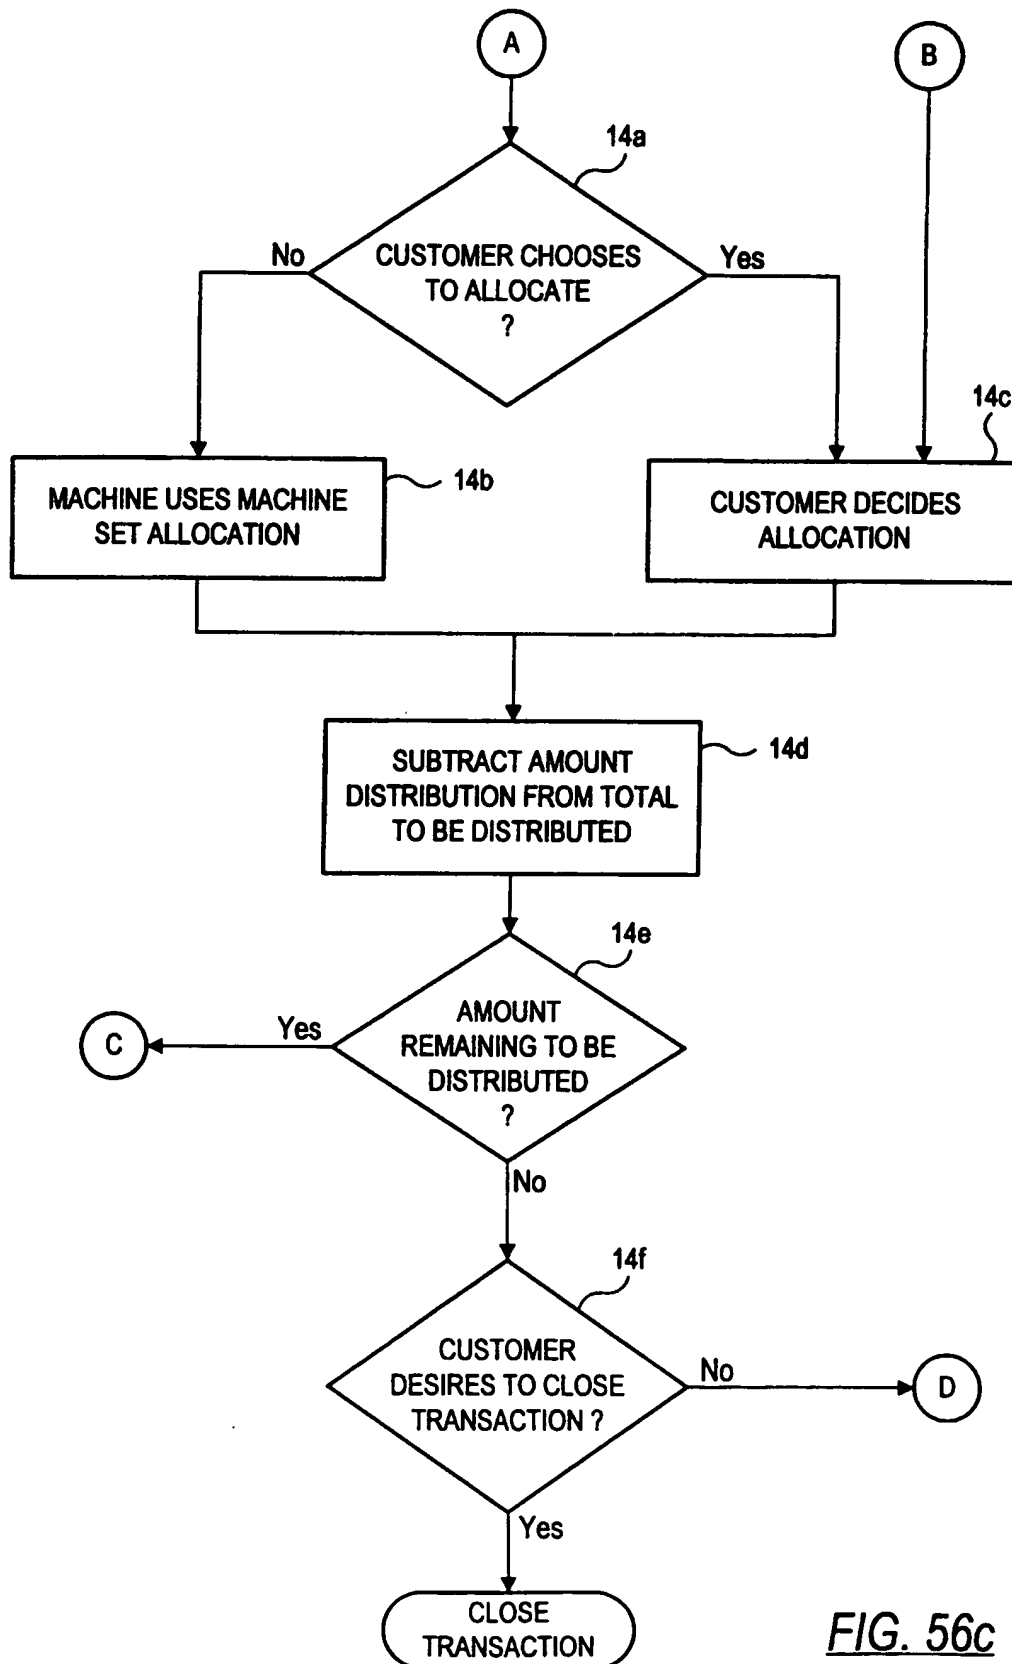 A
B
14a
No
CUSTOMER CHOOSES
TO ALLOCATE
?
Yes
14c
MACHINE USES MACHINE
SET ALLOCATION
14b
CUSTOMER DECIDES
ALLOCATION
SUBTRACT AMOUNT
DISTRIBUTION FROM TOTAL
TO BE DISTRIBUTED
14d
14e
C
Yes
AMOUNT
REMAINING TO BE
DISTRIBUTED
?
No
14f
CUSTOMER
DESIRES TO CLOSE
TRANSACTION ?
No
D
Yes
CLOSE
TRANSACTION
FIG. 56c